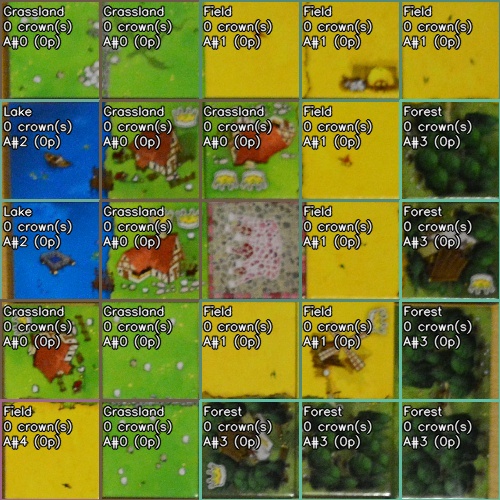 Grassland
0 crown(s)
A#0 (0p)
Grassland
0 crown(s)
A#0 (0p)
Field
0 crown(s)
A#1 (0p)
Field
0 crown(s)
A#1 (0p)
Field
0 crown(s)
A#1 (0p)
Lake
0 crown(s)
A#2 (0p)
Grassland
0 crown(s)
A#0 (0p)
Grassland
0 crown(s)
A#0 (0p)
Field
0 crown(s)
A#1 (0p)
Forest
0 crown(s)
A#3 (0p)
Lake
0 crown(s)
A#2 (0p)
Grassland
0 crown(s)
A#0 (0p)
Field
0 crown(s)
A#1 (0p)
Forest
0 crown(s)
A#3 (0p)
Grassland
0 crown(s)
A#0 (0p)
Grassland
0 crown(s)
A#0 (0p)
Field
0 crown(s)
A#1 (0p)
Field
0 crown(s)
A#1 (0p)
Forest
0 crown(s)
A#3 (0p)
Field
0 crown(s)
A#4 (0p)
Grassland
0 crown(s)
A#0 (0p)
Forest
0 crown(s)
A#3 (0p)
Forest
0 crown(s)
A#3 (0p)
Forest
0 crown(s)
A#3 (0p)